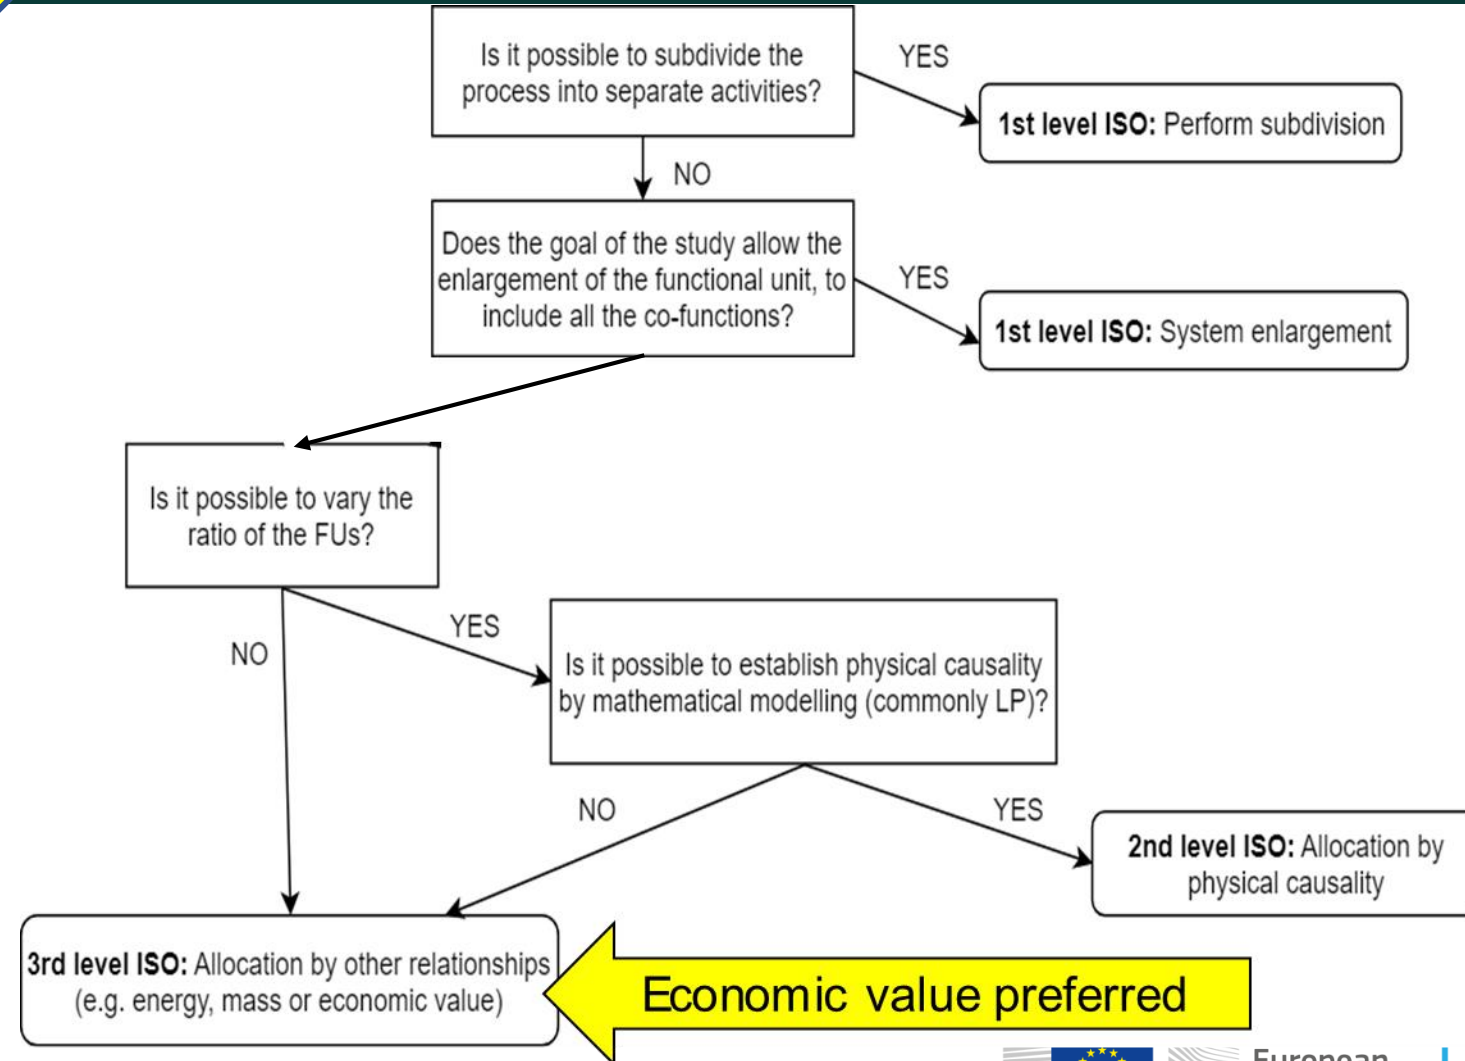 Is it possible to subdivide the
process into separate activities?
YES
1st level ISO: Perform subdivision
NO
Does the goal of the study allow the
enlargement of the functional unit, to
include all the co-functions?
YES
1st level ISO: System enlargement
Is it possible to vary the
ratio of the FUs?
NO
YES
Is it possible to establish physical causality
by mathematical modelling (commonly LP)?
NO
YES
2nd level ISO: Allocation by
physical causality
3rd level ISO: Allocation by other relationships
(e.g. energy, mass or economic value)
Economic value preferred
European